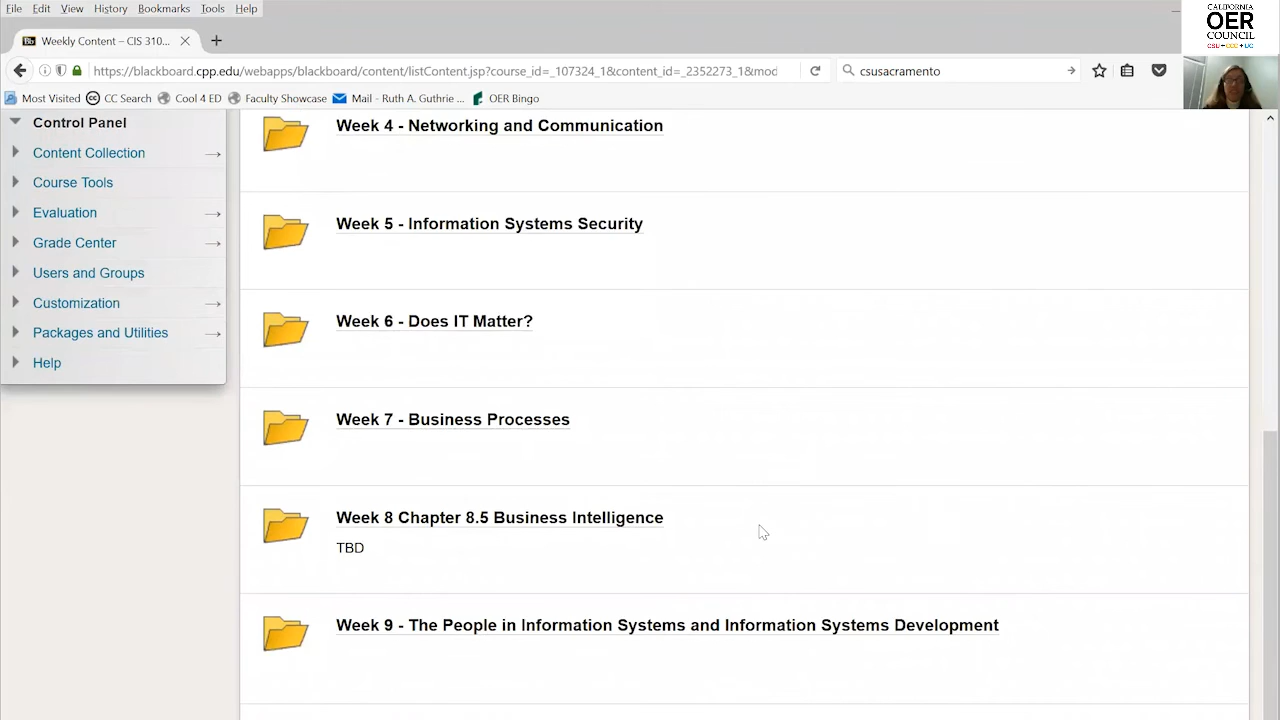 File Edit View History Bookmarks Tools Help
CALIFORNIA
OER
COUNCIL
CSU + CCC + UC
Weekly Content – CIS 310...
https://blackboard.cpp.edu/webapps/blackboard/content/listContent.jsp?course_id=_107324_1&content_id=_2352273_1&mod
csusacramento
Most Visited CC Search Cool 4 ED Faculty Showcase Mail - Ruth A. Guthrie ... OER Bingo
Control Panel
Content Collection
Course Tools
Evaluation
Grade Center
Users and Groups
Customization
Packages and Utilities
Help
Week 4 - Networking and Communication
Week 5 - Information Systems Security
Week 6 - Does IT Matter?
Week 7 - Business Processes
Week 8 Chapter 8.5 Business Intelligence
TBD
Week 9 - The People in Information Systems and Information Systems Development